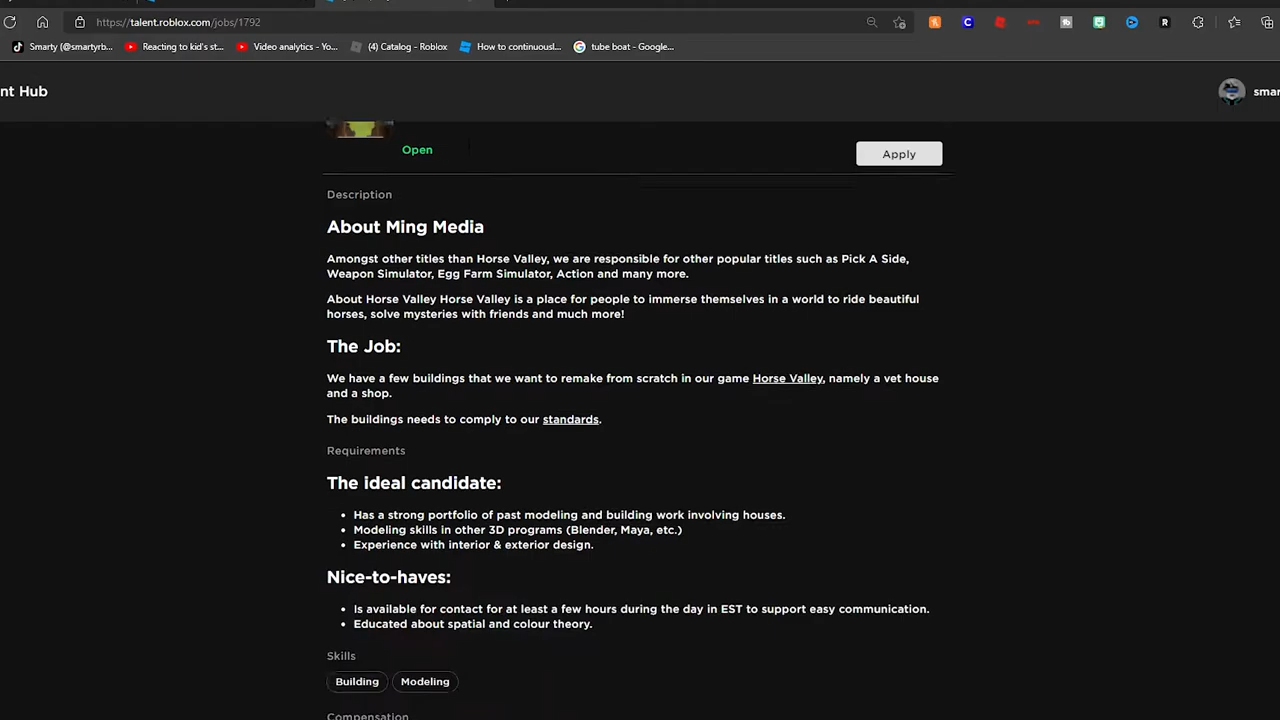 https://talent.roblox.com/jobs/1792
Smarty (@smartyrb... Reacting to kid's st... Video analytics - Yo... (4) Catalog - Roblox How to continuousl... tube boat - Google...
nt Hub
smar
Open
Apply
Description
About Ming Media
Amongst other titles than Horse Valley, we are responsible for other popular titles such as Pick A Side,
Weapon Simulator, Egg Farm Simulator, Action and many more.
About Horse Valley Horse Valley is a place for people to immerse themselves in a world to ride beautiful
horses, solve mysteries with friends and much more!
The Job:
We have a few buildings that we want to remake from scratch in our game Horse Valley, namely a vet house
and a shop.
The buildings needs to comply to our standards.
Requirements
The ideal candidate:
• Has a strong portfolio of past modeling and building work involving houses.
• Modeling skills in other 3D programs (Blender, Maya, etc.)
• Experience with interior & exterior design.
Nice-to-haves:
• Is available for contact for at least a few hours during the day in EST to support easy communication.
• Educated about spatial and colour theory.
Skills
Building Modeling
Compensation